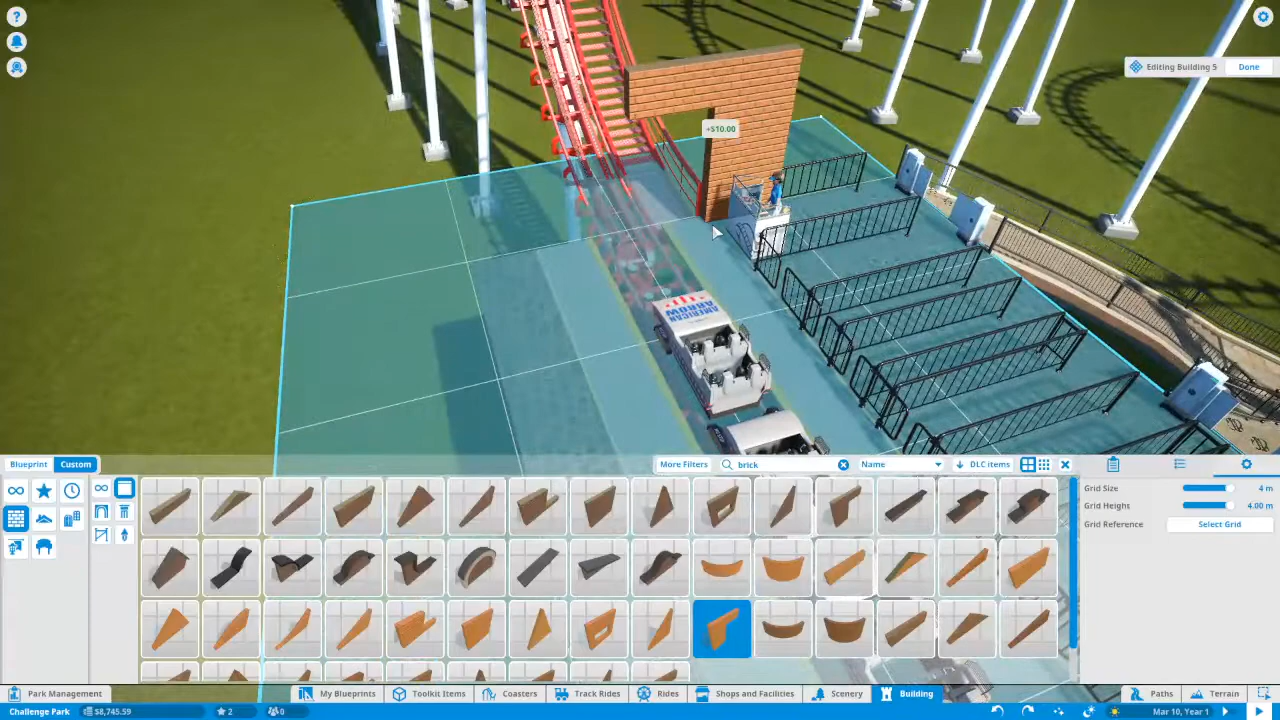 Editing Building 5
Done
+$10.00
AMERICAN
ARROW
Blueprint
Custom
More Filters
brick
Name
DLC items
Grid Size
4 m
Grid Height
4.00 m
Grid Reference
Select Grid
Park Management
My Blueprints
Toolkit Items
Coasters
Track Rides
Rides
Shops and Facilities
Scenery
Building
Paths
Terrain
Challenge Park
$8,745.59
2
0
Mar 10, Year 1